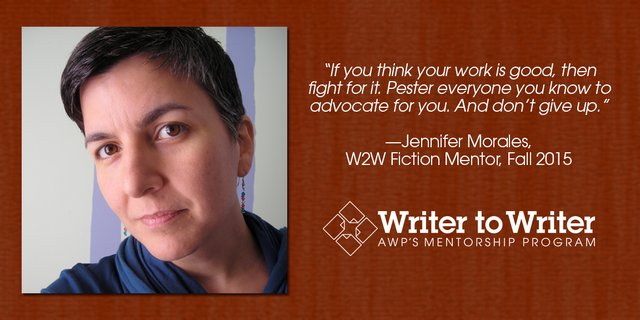 “If you think your work is good, then
fight for it. Pester everyone you know to
advocate for you. And don’t give up.”
—Jennifer Morales,
W2W Fiction Mentor, Fall 2015
Writer to Writer
AWP’S MENTORSHIP PROGRAM